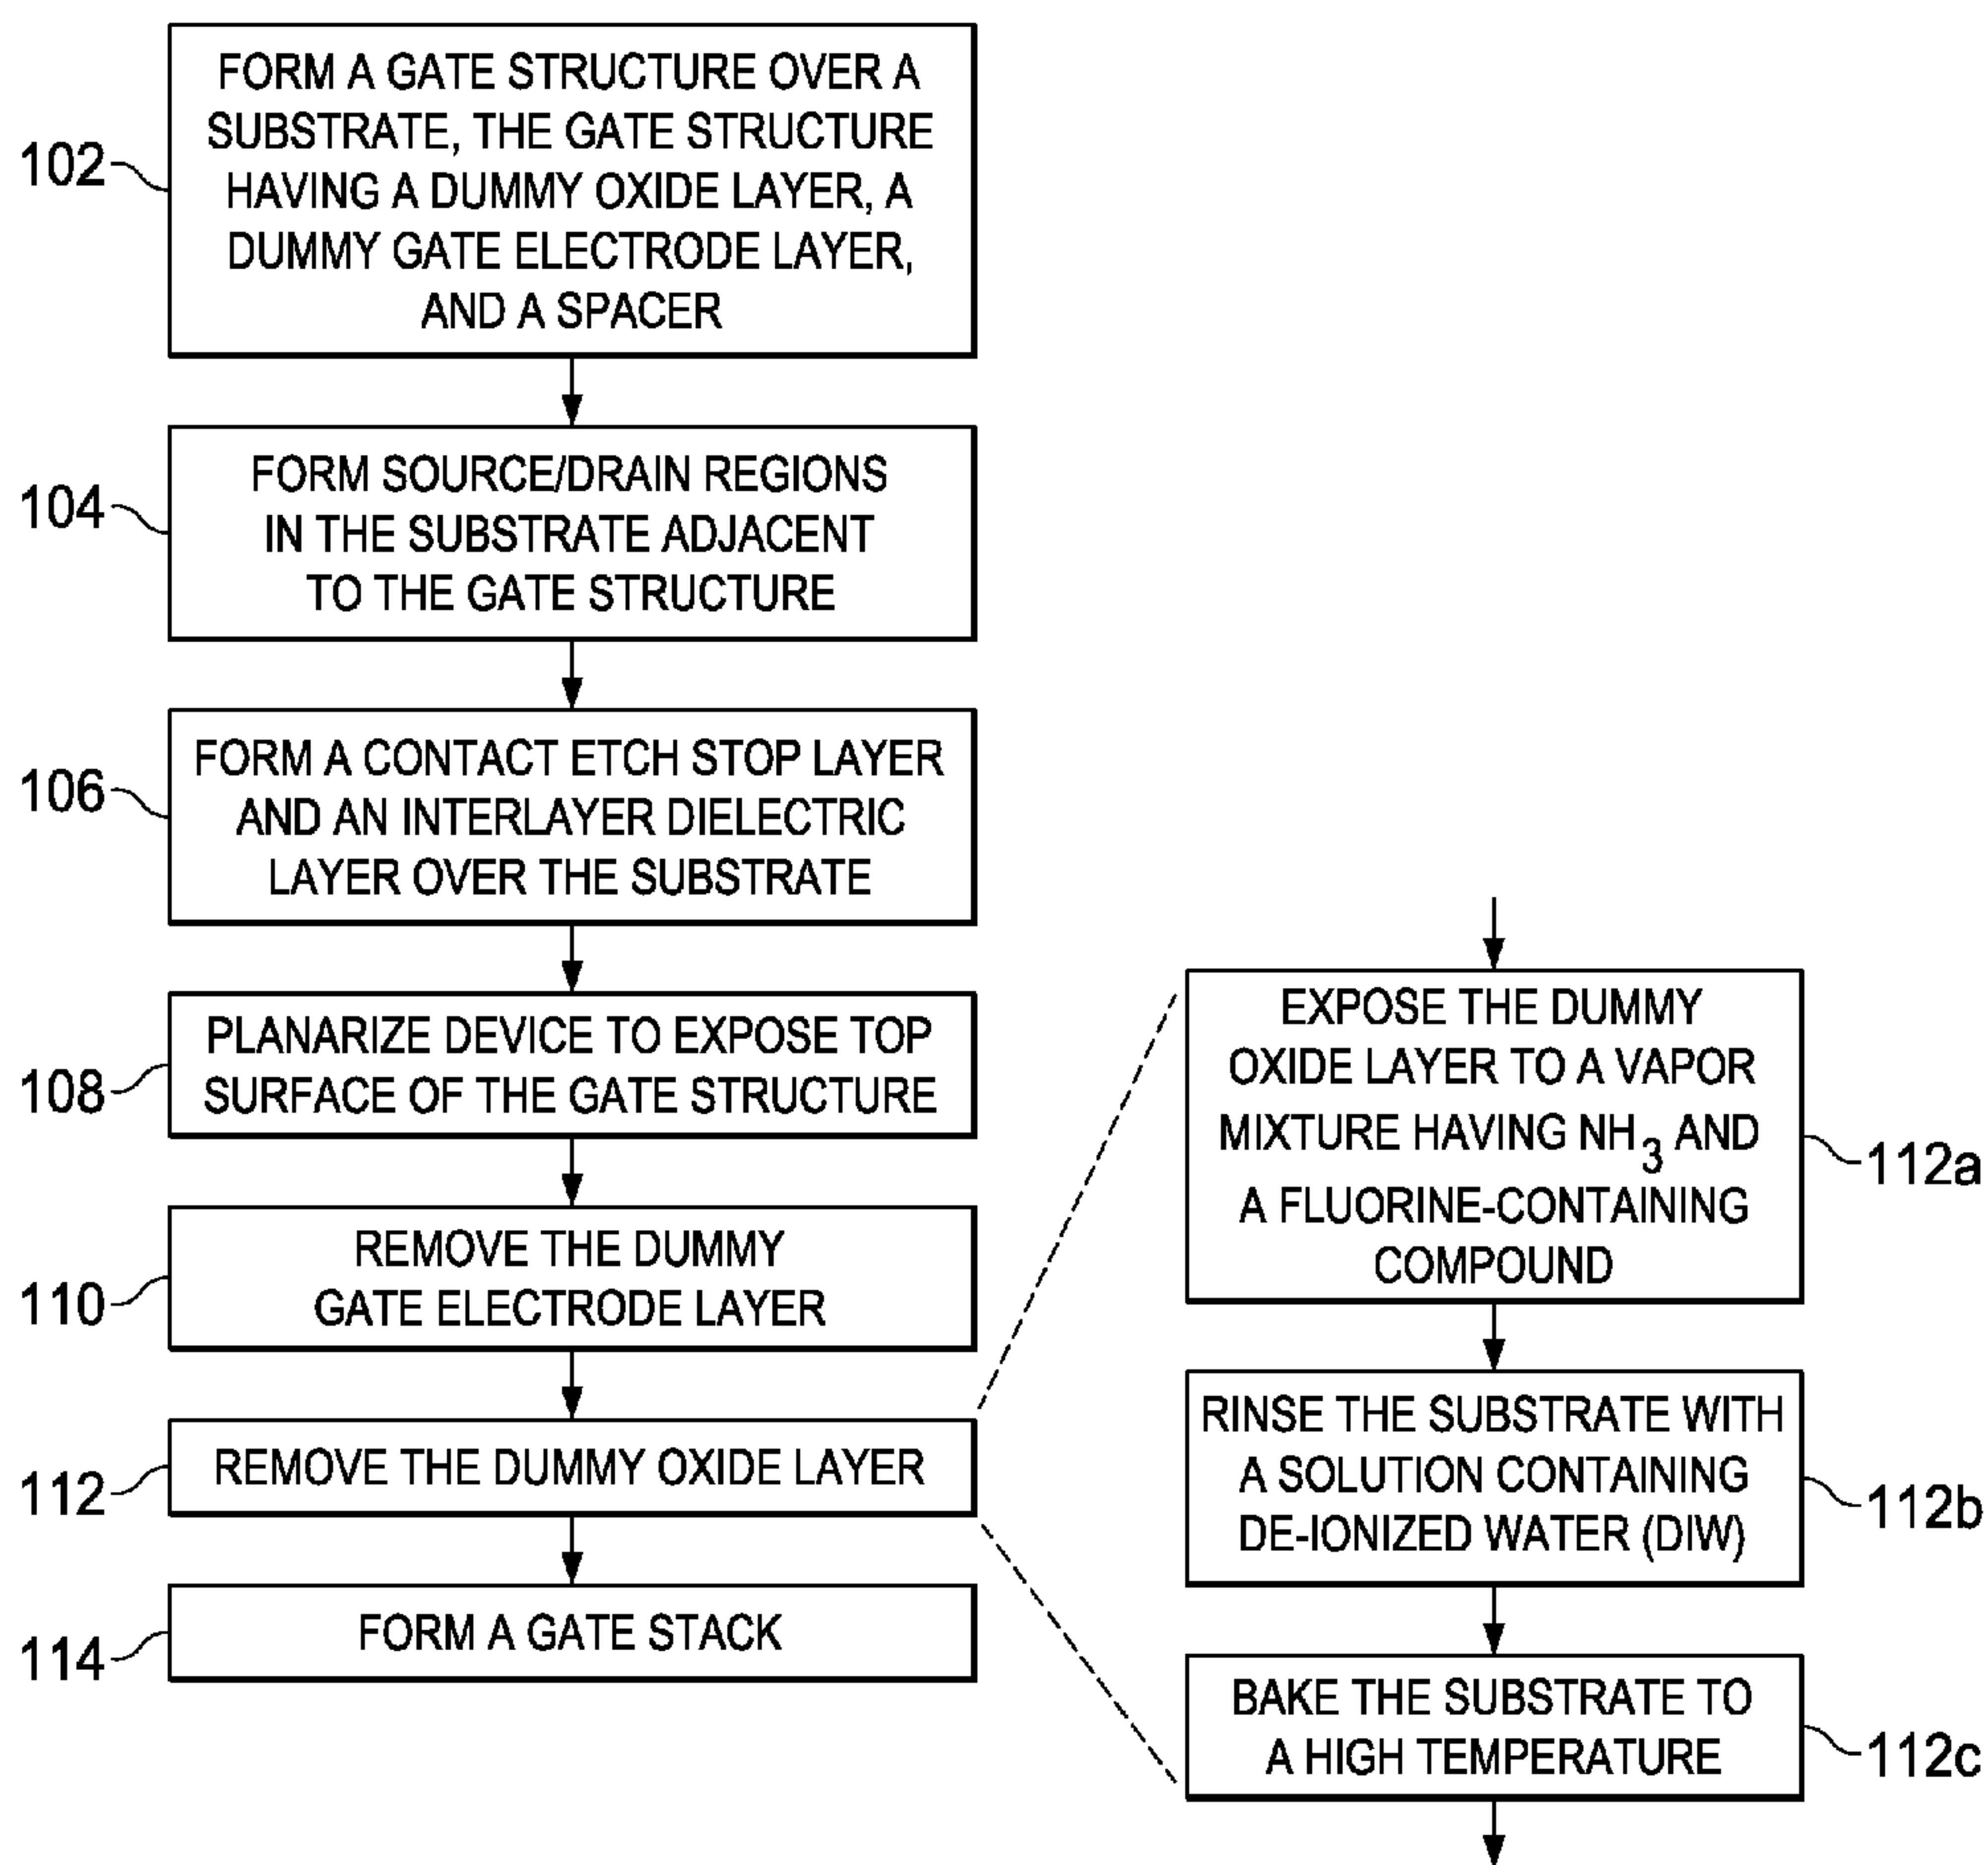 102
FORM A GATE STRUCTURE OVER A
SUBSTRATE, THE GATE STRUCTURE
HAVING A DUMMY OXIDE LAYER, A
DUMMY GATE ELECTRODE LAYER,
AND A SPACER
104
FORM SOURCE/DRAIN REGIONS
IN THE SUBSTRATE ADJACENT
TO THE GATE STRUCTURE
106
FORM A CONTACT ETCH STOP LAYER
AND AN INTERLAYER DIELECTRIC
LAYER OVER THE SUBSTRATE
108
PLANARIZE DEVICE TO EXPOSE TOP
SURFACE OF THE GATE STRUCTURE
110
REMOVE THE DUMMY
GATE ELECTRODE LAYER
112
REMOVE THE DUMMY OXIDE LAYER
114
FORM A GATE STACK
EXPOSE THE DUMMY
OXIDE LAYER TO A VAPOR
MIXTURE HAVING NH3 AND
A FLUORINE-CONTAINING
COMPOUND
112a
RINSE THE SUBSTRATE WITH
A SOLUTION CONTAINING
DE-IONIZED WATER (DIW)
112b
BAKE THE SUBSTRATE TO
A HIGH TEMPERATURE
112c